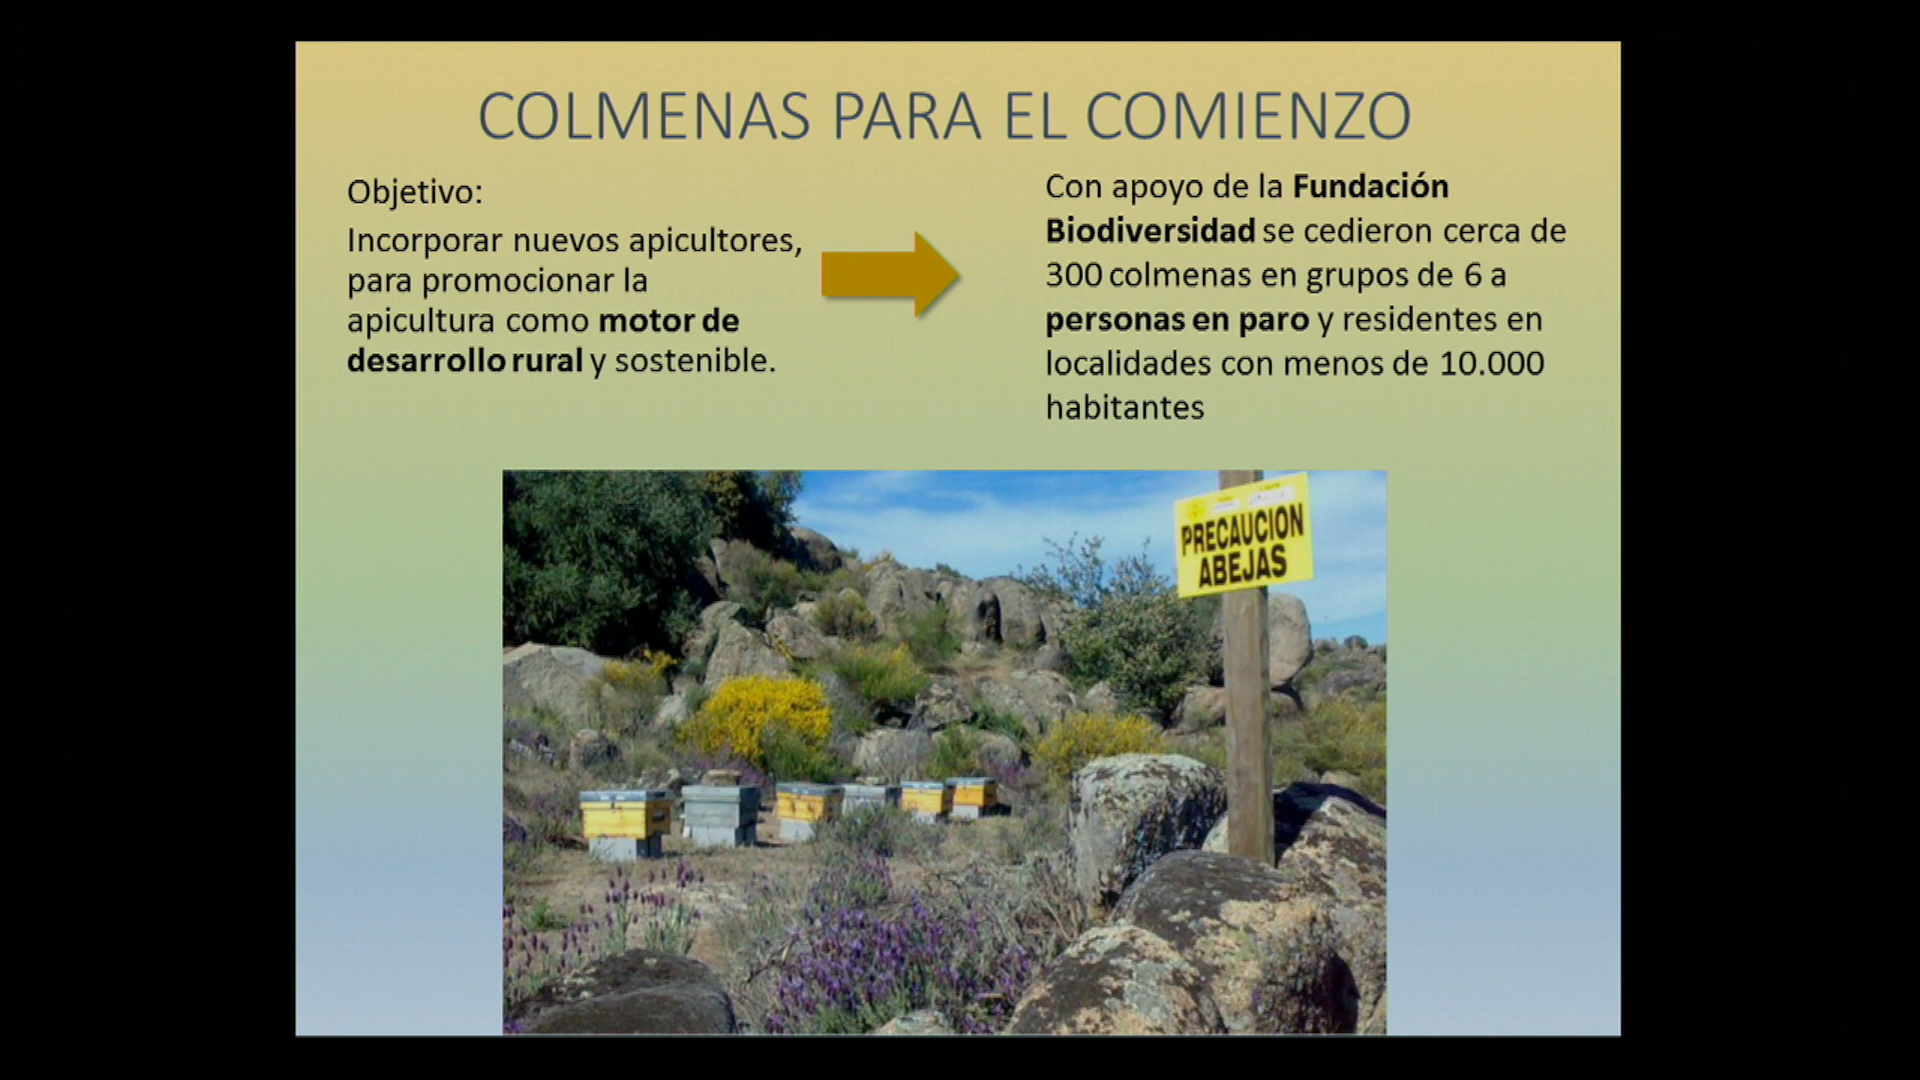 COLMENAS PARA EL COMIENZO
Objetivo:
Incorporar nuevos apicultores,
para promocionar la
apicultura como motor de
desarrollo rural y sostenible.
Con apoyo de la Fundación
Biodiversidad se cedieron cerca de
300 colmenas en grupos de 6 a
personas en paro y residentes en
localidades con menos de 10.000
habitantes
PRECAUCION
ABEJAS